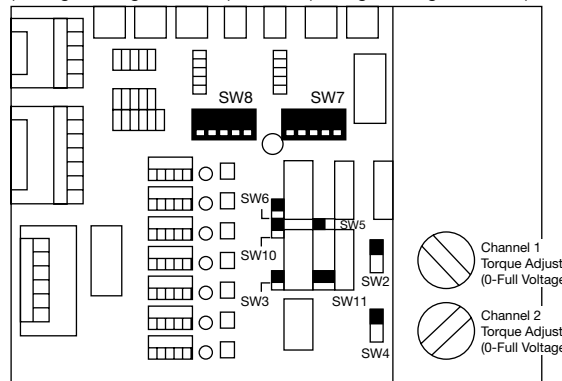 SW8
SW7
SW6
SW5
SW10
SW2
SW3
SW11
SW4
Channel 1
Torque Adjust
(0-Full Voltage
Channel 2
Torque Adjust
(0-Full Voltage